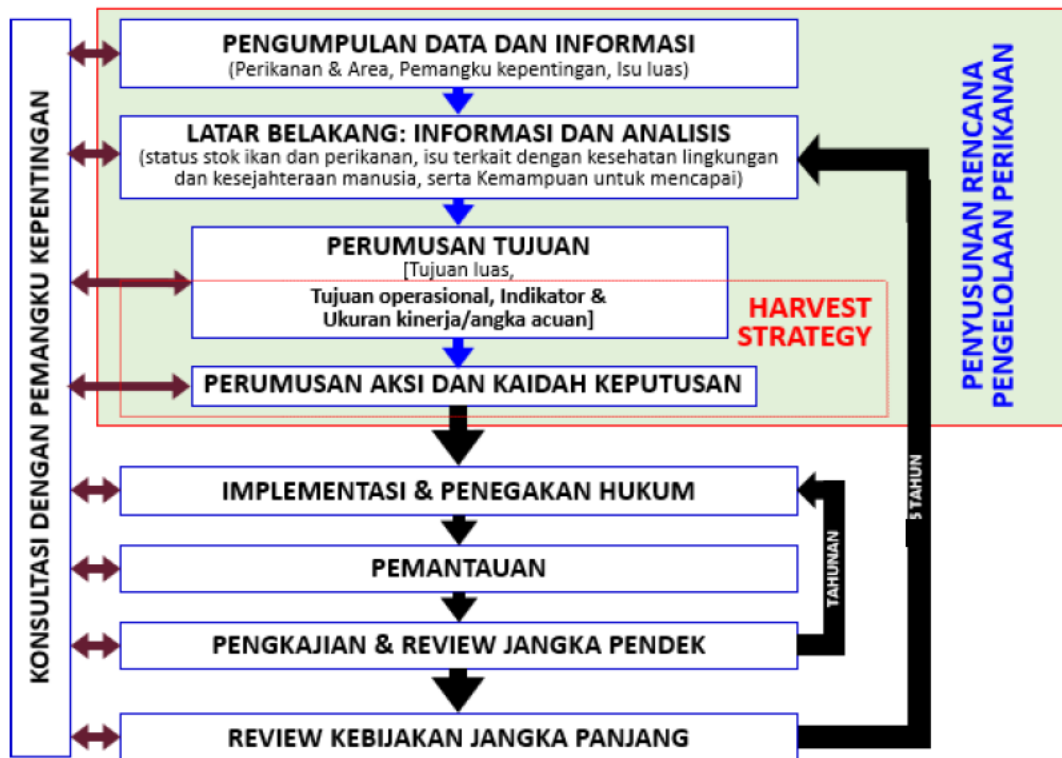 KONSULTASI DENGAN PEMANGKU KEPENTINGAN
PENGUMPULAN DATA DAN INFORMASI
(Perikanan & Area, Pemangku kepentingan, Isu luas)
LATAR BELAKANG: INFORMASI DAN ANALISIS
(status stok ikan dan perikanan, isu terkait dengan kesehatan lingkungan
dan kesejahteraan manusia, serta Kemampuan untuk mencapai)
PERUMUSAN TUJUAN
[Tujuan luas,
Tujuan operasional, Indikator &
Ukuran kinerja/angka acuan]
HARVEST
STRATEGY
PERUMUSAN AKSI DAN KAIDAH KEPUTUSAN
PENYUSUNAN RENCANA
PENGELOLAAN PERIKANAN
IMPLEMENTASI & PENEGAKAN HUKUM
PEMANTAUAN
PENGKAJIAN & REVIEW JANGKA PENDEK
REVIEW KEBIJAKAN JANGKA PANJANG
TAHUNAN
5 TAHUN